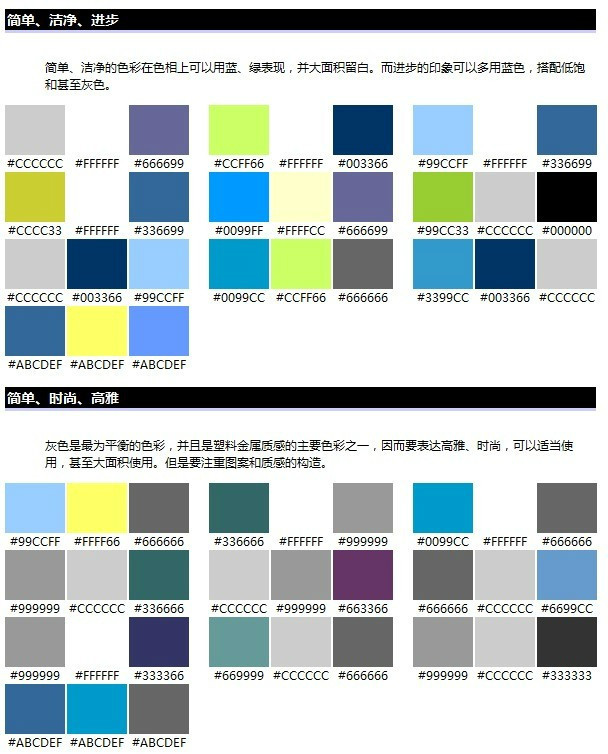 简单、洁净、进步
简单、洁净的色彩在色相上可以用蓝、绿表现，并大面积留白。而进步的印象可以多用蓝色，搭配低饱
和甚至灰色。
#CCCCCC #FFFFFF #666699 #CCFF66 #FFFFFF #003366 #99CCFF #FFFFFF #336699
#CCCC33 #FFFFFF #336699 #0099FF #FFFFCC #666699 #99CC33 #CCCCCC #000000
#CCCCCC #003366 #99CCFF #0099CC #CCFF66 #666666 #3399CC #003366 #CCCCCC
#ABCDEF #ABCDEF #ABCDEF
简单、时尚、高雅
灰色是最为平衡的色彩，并且是塑料金属质感的主要色彩之一，因而要表达高雅、时尚，可以适当使
用，甚至大面积使用。但是要注重图案和质感的构造。
#99CCFF #FFFF66 #666666 #336666 #FFFFFF #999999 #0099CC #FFFFFF #666666
#999999 #CCCCCC #336666 #CCCCCC #999999 #663366 #666666 #CCCCCC #6699CC
#999999 #FFFFFF #333366 #669999 #CCCCCC #666666 #999999 #CCCCCC #333333
#ABCDEF #ABCDEF #ABCDEF